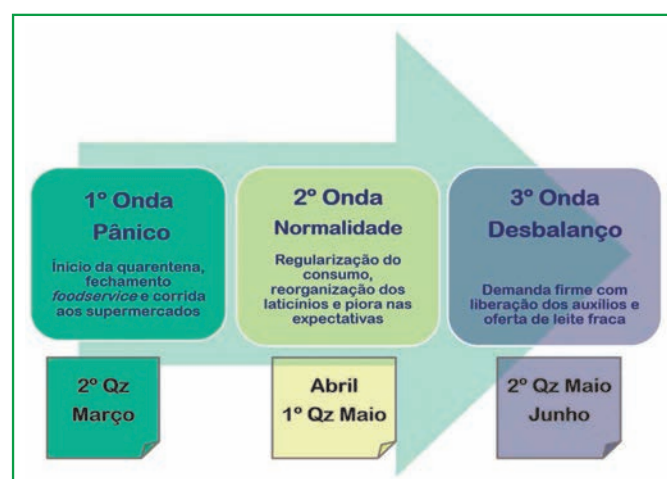 1º Onda
Pânico
Ínicio da quarentena,
fechamento
foodservice e corrida
aos supermercados
2º Onda
Normalidade
Regularização do
consumo,
reorganização dos
laticínios e piora nas
expectativas
3º Onda
Desbalanço
Demanda firme com
liberação dos auxílios e
oferta de leite fraca
2º Qz
Março
Abril
1º Qz Maio
2º Qz Maio
Junho